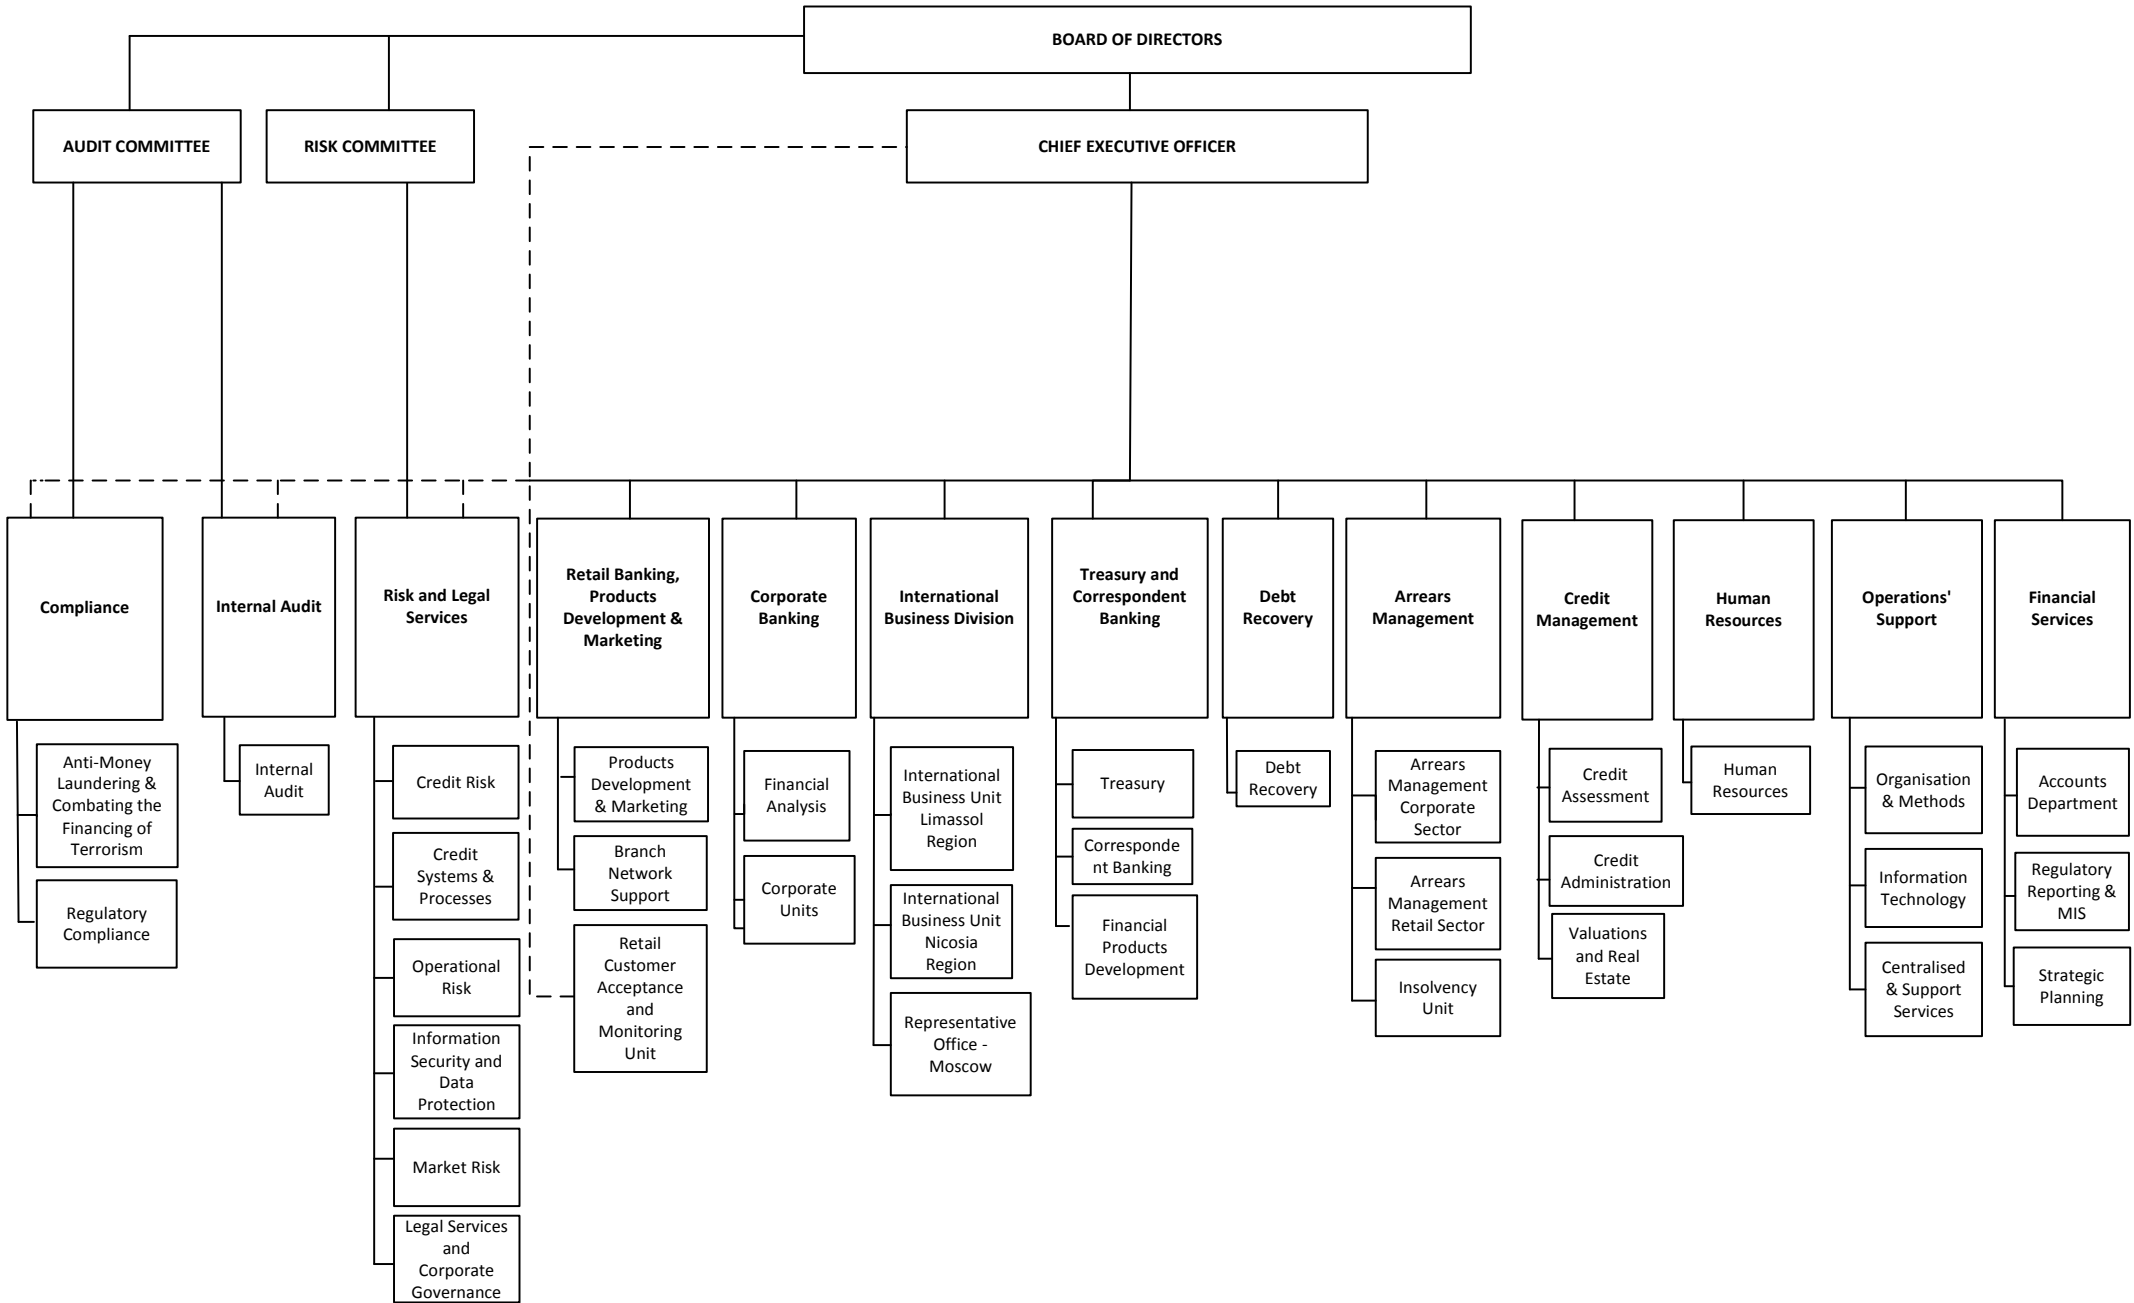 BOARD OF DIRECTORS
AUDIT COMMITTEE
RISK COMMITTEE
CHIEF EXECUTIVE OFFICER
Compliance
Internal Audit
Risk and Legal
Services
Retail Banking,
Products
Development &
Marketing
Corporate
Banking
International
Business Division
Treasury and
Correspondent
Banking
Debt
Recovery
Arrears
Management
Credit
Management
Human
Resources
Operations'
Support
Financial
Services
Anti-Money
Laundering &
Combating the
Financing of
Terrorism
Regulatory
Compliance
Internal
Audit
Credit Risk
Credit
Systems &
Processes
Operational
Risk
Information
Security and
Data
Protection
Market Risk
Legal Services
and
Corporate
Governance
Products
Development
& Marketing
Branch
Network
Support
Retail
Customer
Acceptance
and
Monitoring
Unit
Financial
Analysis
Corporate
Units
International
Business Unit
Limassol
Region
International
Business Unit
Nicosia
Region
Representative
Office -
Moscow
Treasury
Corresponde
nt Banking
Financial
Products
Development
Debt
Recovery
Arrears
Management
Corporate
Sector
Arrears
Management
Retail Sector
Insolvency
Unit
Credit
Assessment
Credit
Administration
Valuations
and Real
Estate
Human
Resources
Organisation
& Methods
Information
Technology
Centralised
& Support
Services
Accounts
Department
Regulatory
Reporting &
MIS
Strategic
Planning